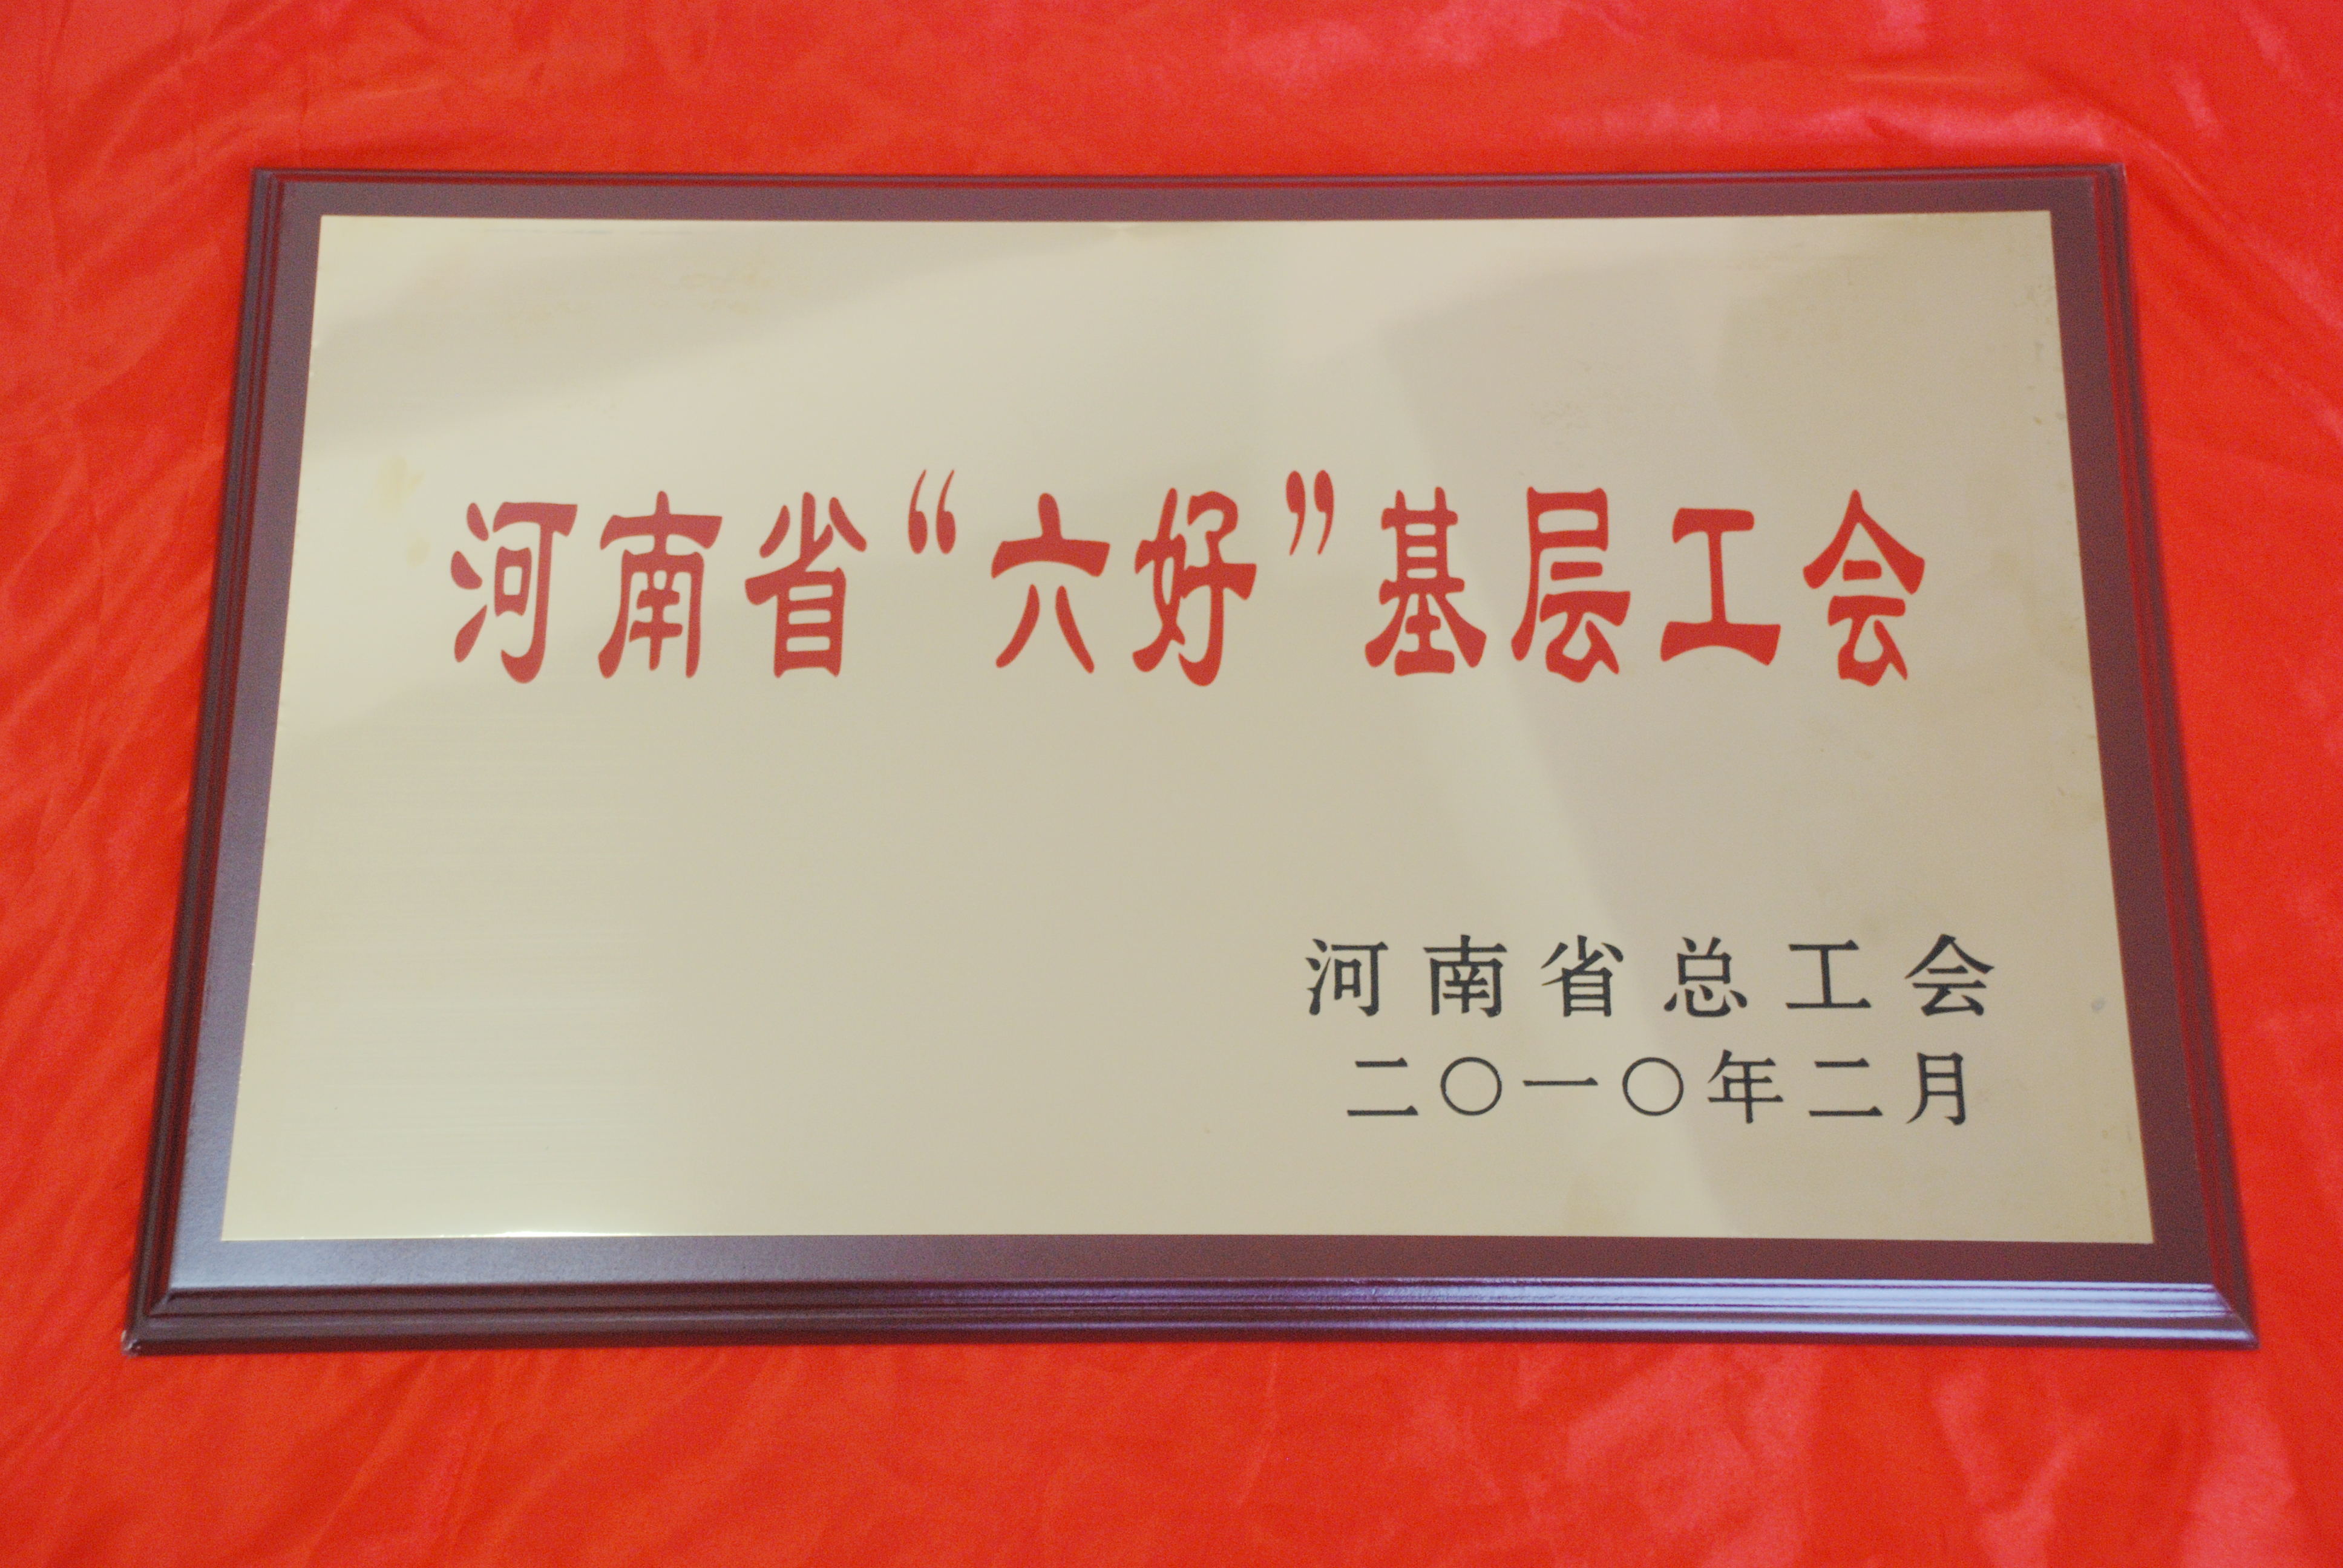 河南省“六好”基层工会
河南省总工会
二〇一〇年二月